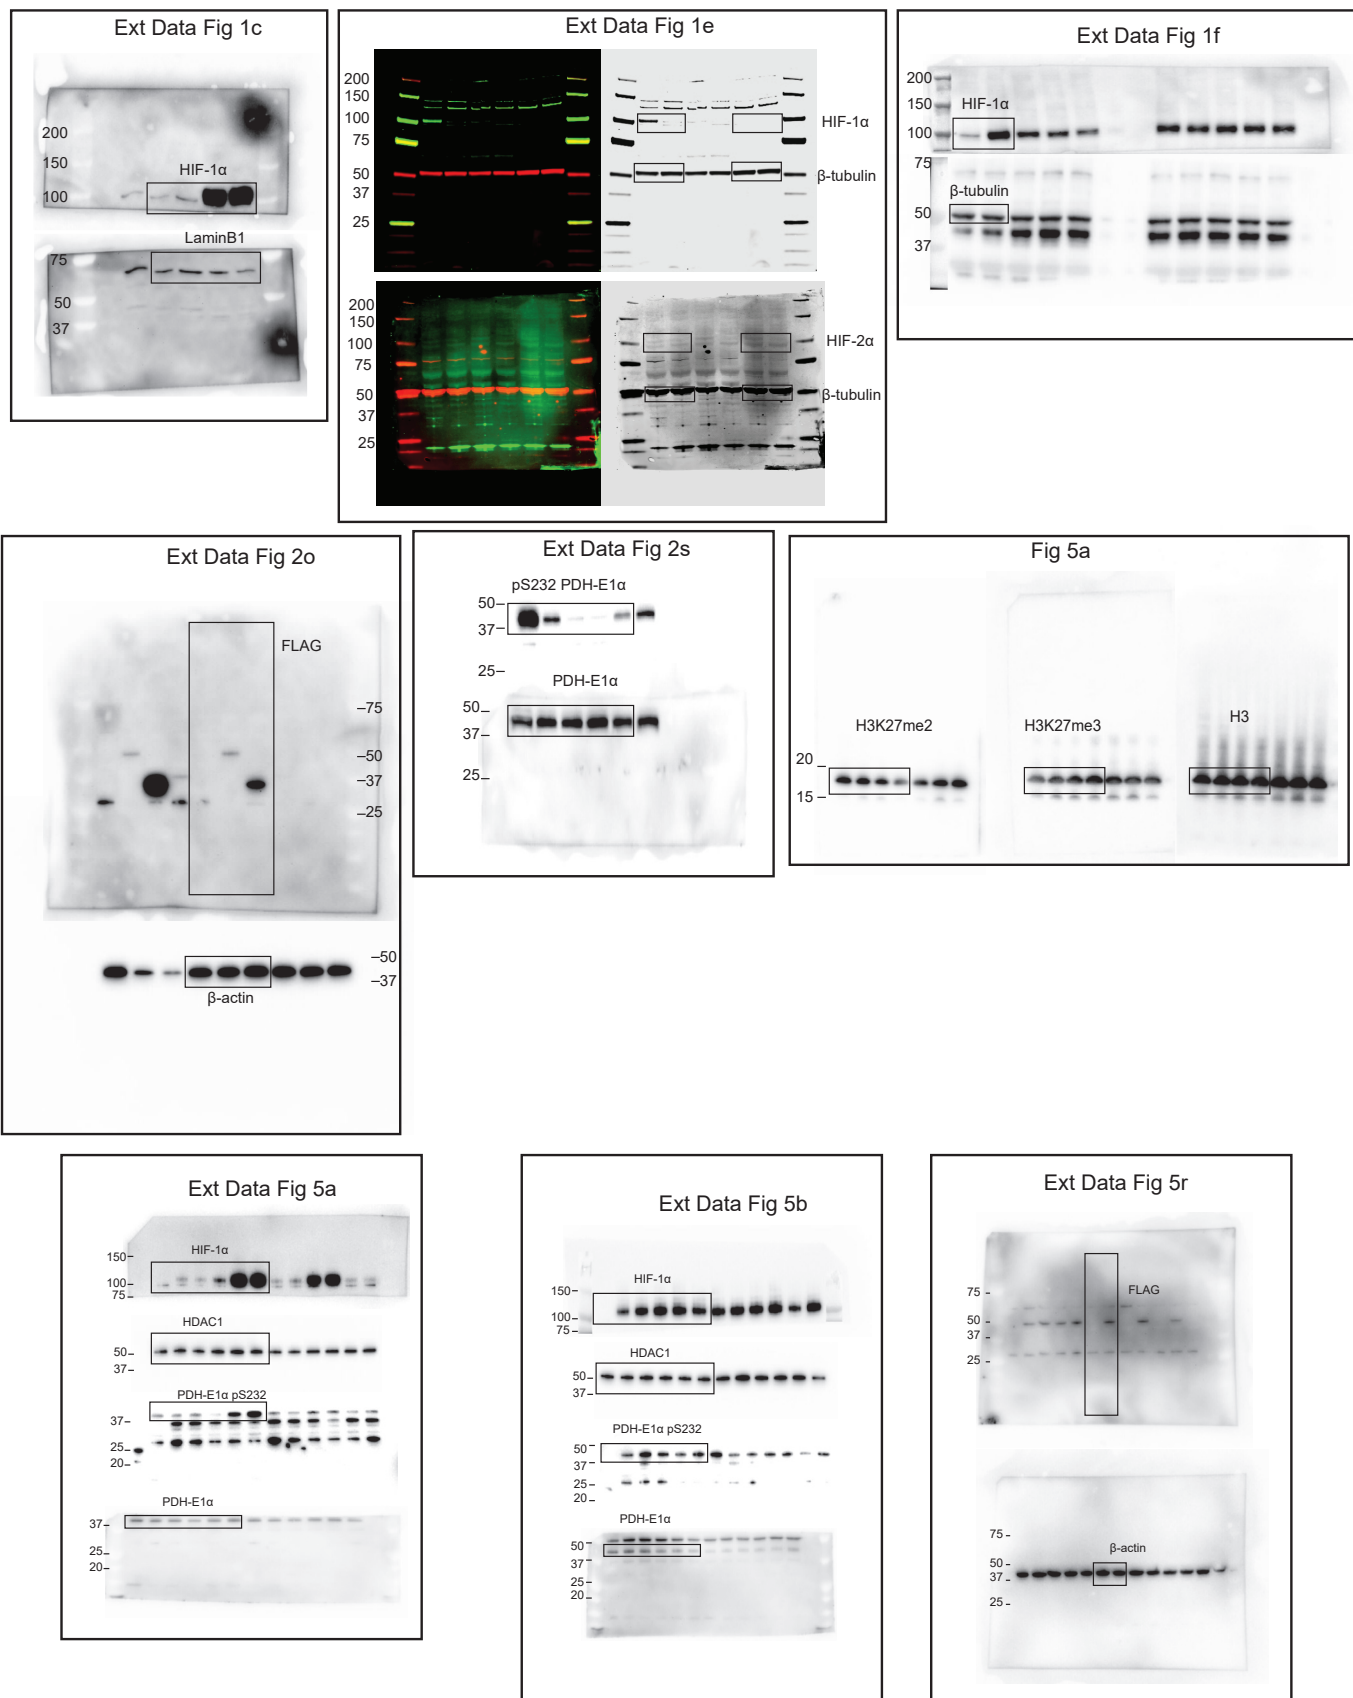 Ext Data Fig 1c
200
150
100
HIF-1α
LaminB1
75
50
37
Ext Data Fig 1e
200
150
100
75
50
37
25
HIF-1α
β-tubulin
200
150
100
75
50
37
25
HIF-2α
β-tubulin
Ext Data Fig 1f
200
150
100
HIF-1α
75
50
37
β-tubulin
Ext Data Fig 2o
FLAG
–75
–50
–37
–25
–50
–37
β-actin
Ext Data Fig 2s
pS232 PDH-E1α
50–
37–
25–
PDH-E1α
50–
37–
25–
Fig 5a
H3K27me2
H3K27me3
H3
20
15
Ext Data Fig 5a
HIF-1α
150–
100–
75–
HDAC1
50–
37–
PDH-E1α pS232
37–
25–
20–
PDH-E1α
37–
25–
20–
Ext Data Fig 5b
HIF-1α
150–
100–
75–
HDAC1
50–
37–
PDH-E1α pS232
50–
37–
25–
20–
PDH-E1α
50–
37–
25–
20–
Ext Data Fig 5r
FLAG
75–
50–
37–
25–
β-actin
75–
50–
37–
25–